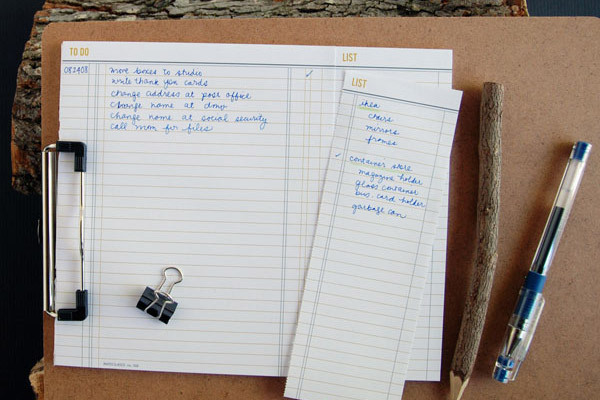 TO DO
LIST
082408 move boxes to studio ✓
write thank you cards
change address at post office
change name at dmv
change name at social security
call mom for files
LIST
ikea
chairs
mirrors
frames
✓ container store
magazine holder
glass container
bus. card holder
garbage can